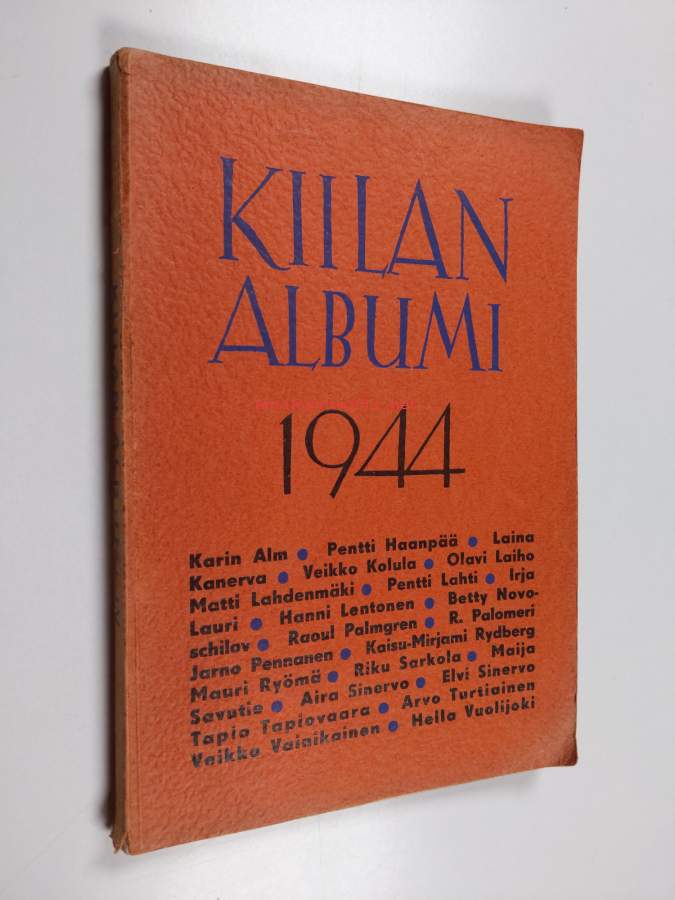 KIILAN
ALBUMI
1944
Karin Alm • Pentti Haanpää • Laina
Kanerva • Veikko Kolula • Olavi Laiho
Matti Lahdenmäki • Pentti Lahti • Irja
Lauri • Hanni Lentonen • Betty Novo-
schilov • Raoul Palmgren • R. Palomeri
Jarno Pennanen • Kaisu-Mirjami Rydberg
Mauri Ryömä • Riku Sarkola • Maija
Savutie • Aira Sinervo • Elvi Sinervo
Tapio Tapiovaara • Arvo Turtiainen
Veikko Vainikainen • Hella Vuolijoki